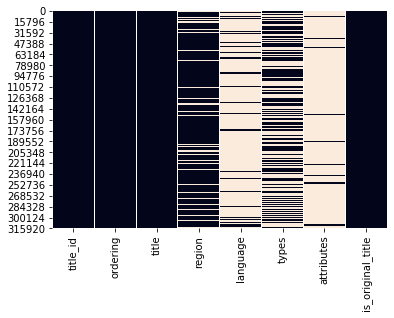 0
15796
31592
47388
63184
78980
94776
110572
126368
142164
157960
173756
189552
205348
221144
236940
252736
268532
284328
300124
315920
title_id
ordering
title
region
language
types
attributes
is_original_title